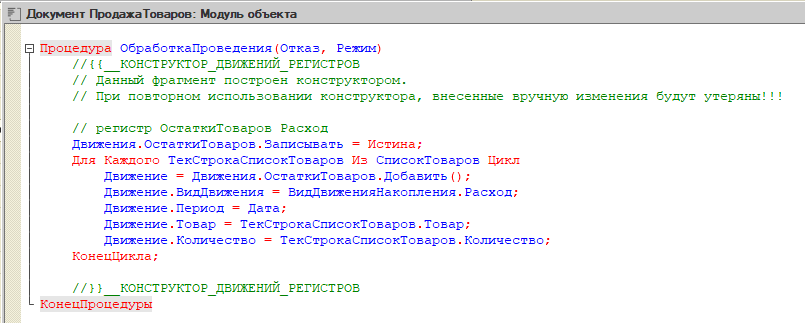 Документ ПродажаТоваров: Модуль объекта
Процедура ОбработкаПроведения(Отказ, Режим)
//{{__КОНСТРУКТОР_ДВИЖЕНИЙ_РЕГИСТРОВ
// Данный фрагмент построен конструктором.
// При повторном использовании конструктора, внесенные вручную изменения будут утеряны!!!
// регистр ОстаткиТоваров Расход
Движения.ОстаткиТоваров.Записывать = Истина;
Для Каждого ТекСтрокаСписокТоваров Из СписокТоваров Цикл
Движение = Движения.ОстаткиТоваров.Добавить();
Движение.ВидДвижения = ВидДвиженияНакопления.Расход;
Движение.Период = Дата;
Движение.Товар = ТекСтрокаСписокТоваров.Товар;
Движение.Количество = ТекСтрокаСписокТоваров.Количество;
КонецЦикла;
//}}__КОНСТРУКТОР_ДВИЖЕНИЙ_РЕГИСТРОВ
КонецПроцедуры